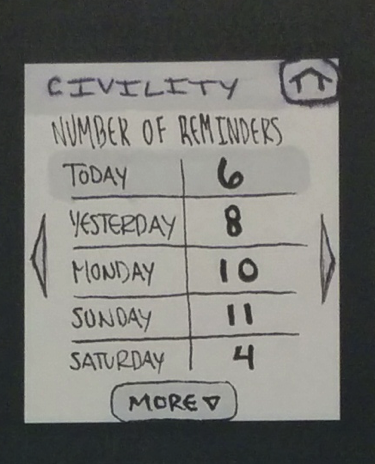 CIVILITY
NUMBER OF REMINDERS
TODAY 6
YESTERDAY 8
MONDAY 10
SUNDAY 11
SATURDAY 4
MORE